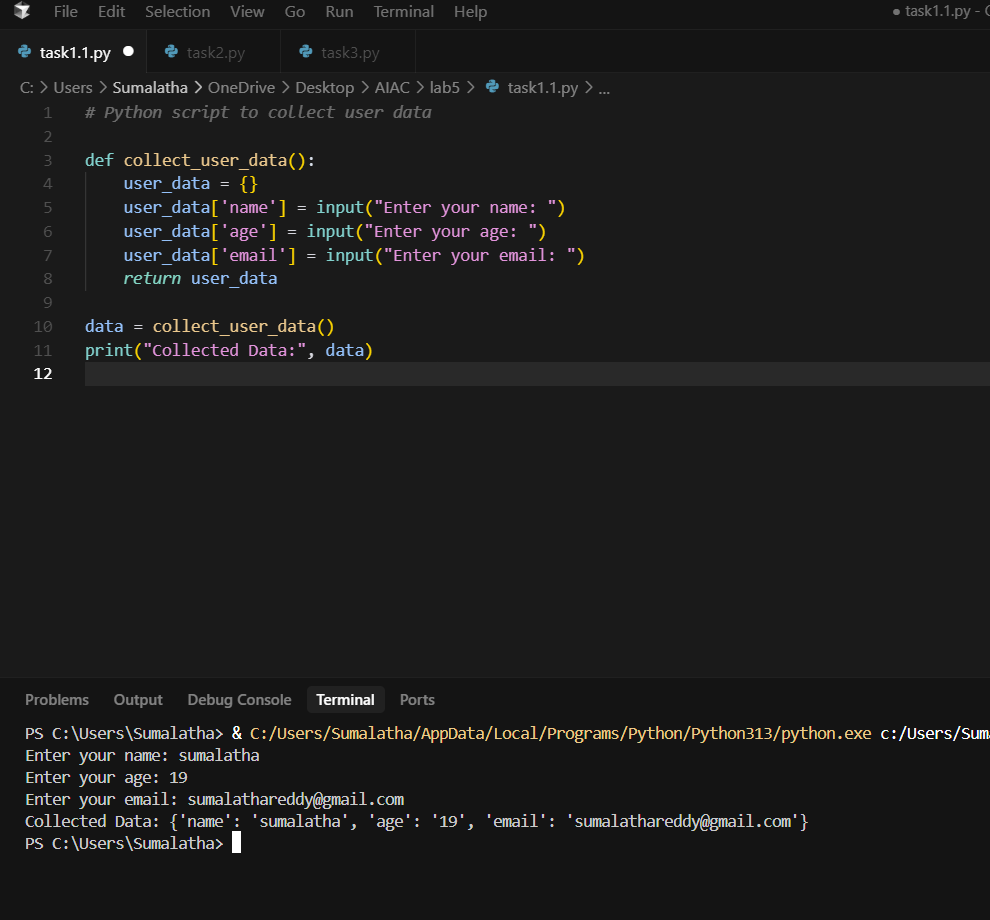 File Edit Selection View Go Run Terminal Help ● task1.1.py -
task1.1.py ● task2.py task3.py
C: > Users > Sumalatha > OneDrive > Desktop > AIAC > lab5 > task1.1.py > ...
1 # Python script to collect user data
2
3 def collect_user_data():
4     user_data = {}
5     user_data['name'] = input("Enter your name: ")
6     user_data['age'] = input("Enter your age: ")
7     user_data['email'] = input("Enter your email: ")
8     return user_data
9
10 data = collect_user_data()
11 print("Collected Data:", data)
12
Problems Output Debug Console Terminal Ports
PS C:\Users\Sumalatha> & C:/Users/Sumalatha/AppData/Local/Programs/Python/Python313/python.exe c:/Users/Sum
Enter your name: sumalatha
Enter your age: 19
Enter your email: sumalathareddy@gmail.com
Collected Data: {'name': 'sumalatha', 'age': '19', 'email': 'sumalathareddy@gmail.com'}
PS C:\Users\Sumalatha>